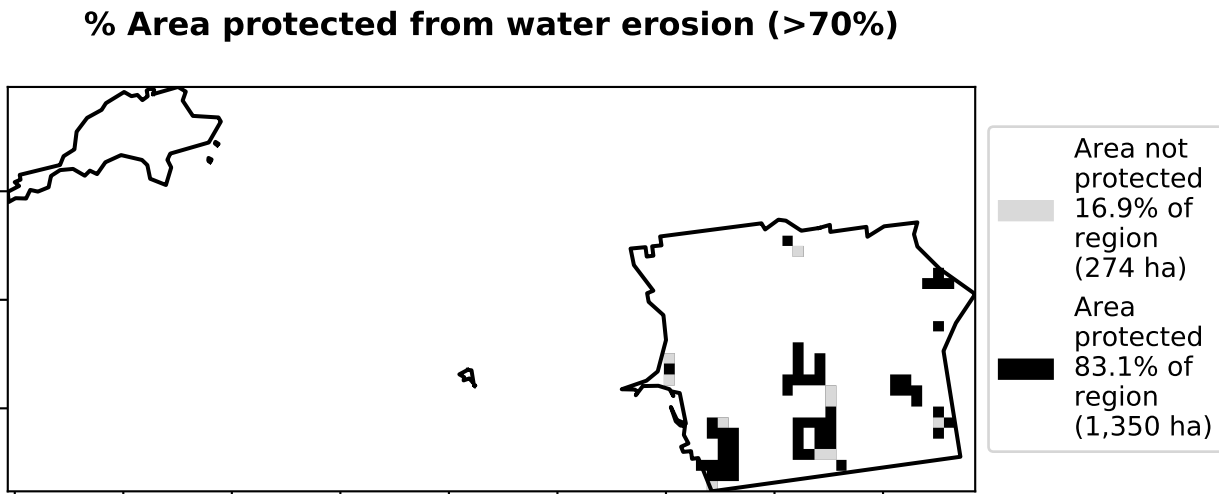 % Area protected from water erosion (>70%)
Area not
protected
16.9% of
region
(274 ha)
Area
protected
83.1% of
region
(1,350 ha)